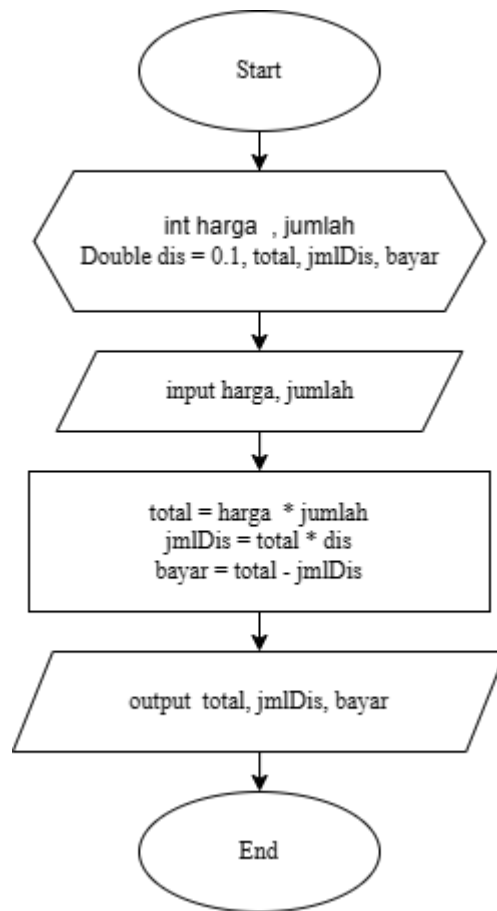 Start
int harga , jumlah
Double dis = 0.1, total, jmlDis, bayar
input harga, jumlah
total = harga * jumlah
jmlDis = total * dis
bayar = total - jmlDis
output total, jmlDis, bayar
End